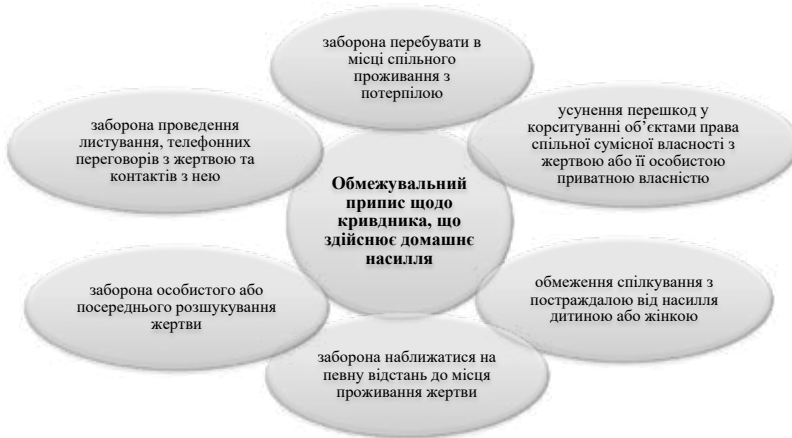 заборона перебувати в
місці спільного
проживання з
потерпілою
усунення перешкод у
корситуванні об’єктами права
спільної сумісної власності з
жертвою або її особистою
приватною власністю
обмеження спілкування з
постраждалою від насилля
дитиною або жінкою
заборона наближатися на
певну відстань до місця
проживання жертви
заборона особистого або
посереднього розшукування
жертви
заборона проведення
листування, телефонних
переговорів з жертвою та
контактів з нею
Обмежувальний
припис щодо
кривдника, що
здійснює домашнє
насилля